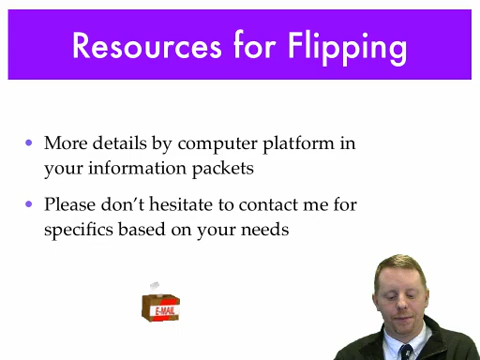 Resources for Flipping
• More details by computer platform in
your information packets
• Please don't hesitate to contact me for
specifics based on your needs
E-MAIL